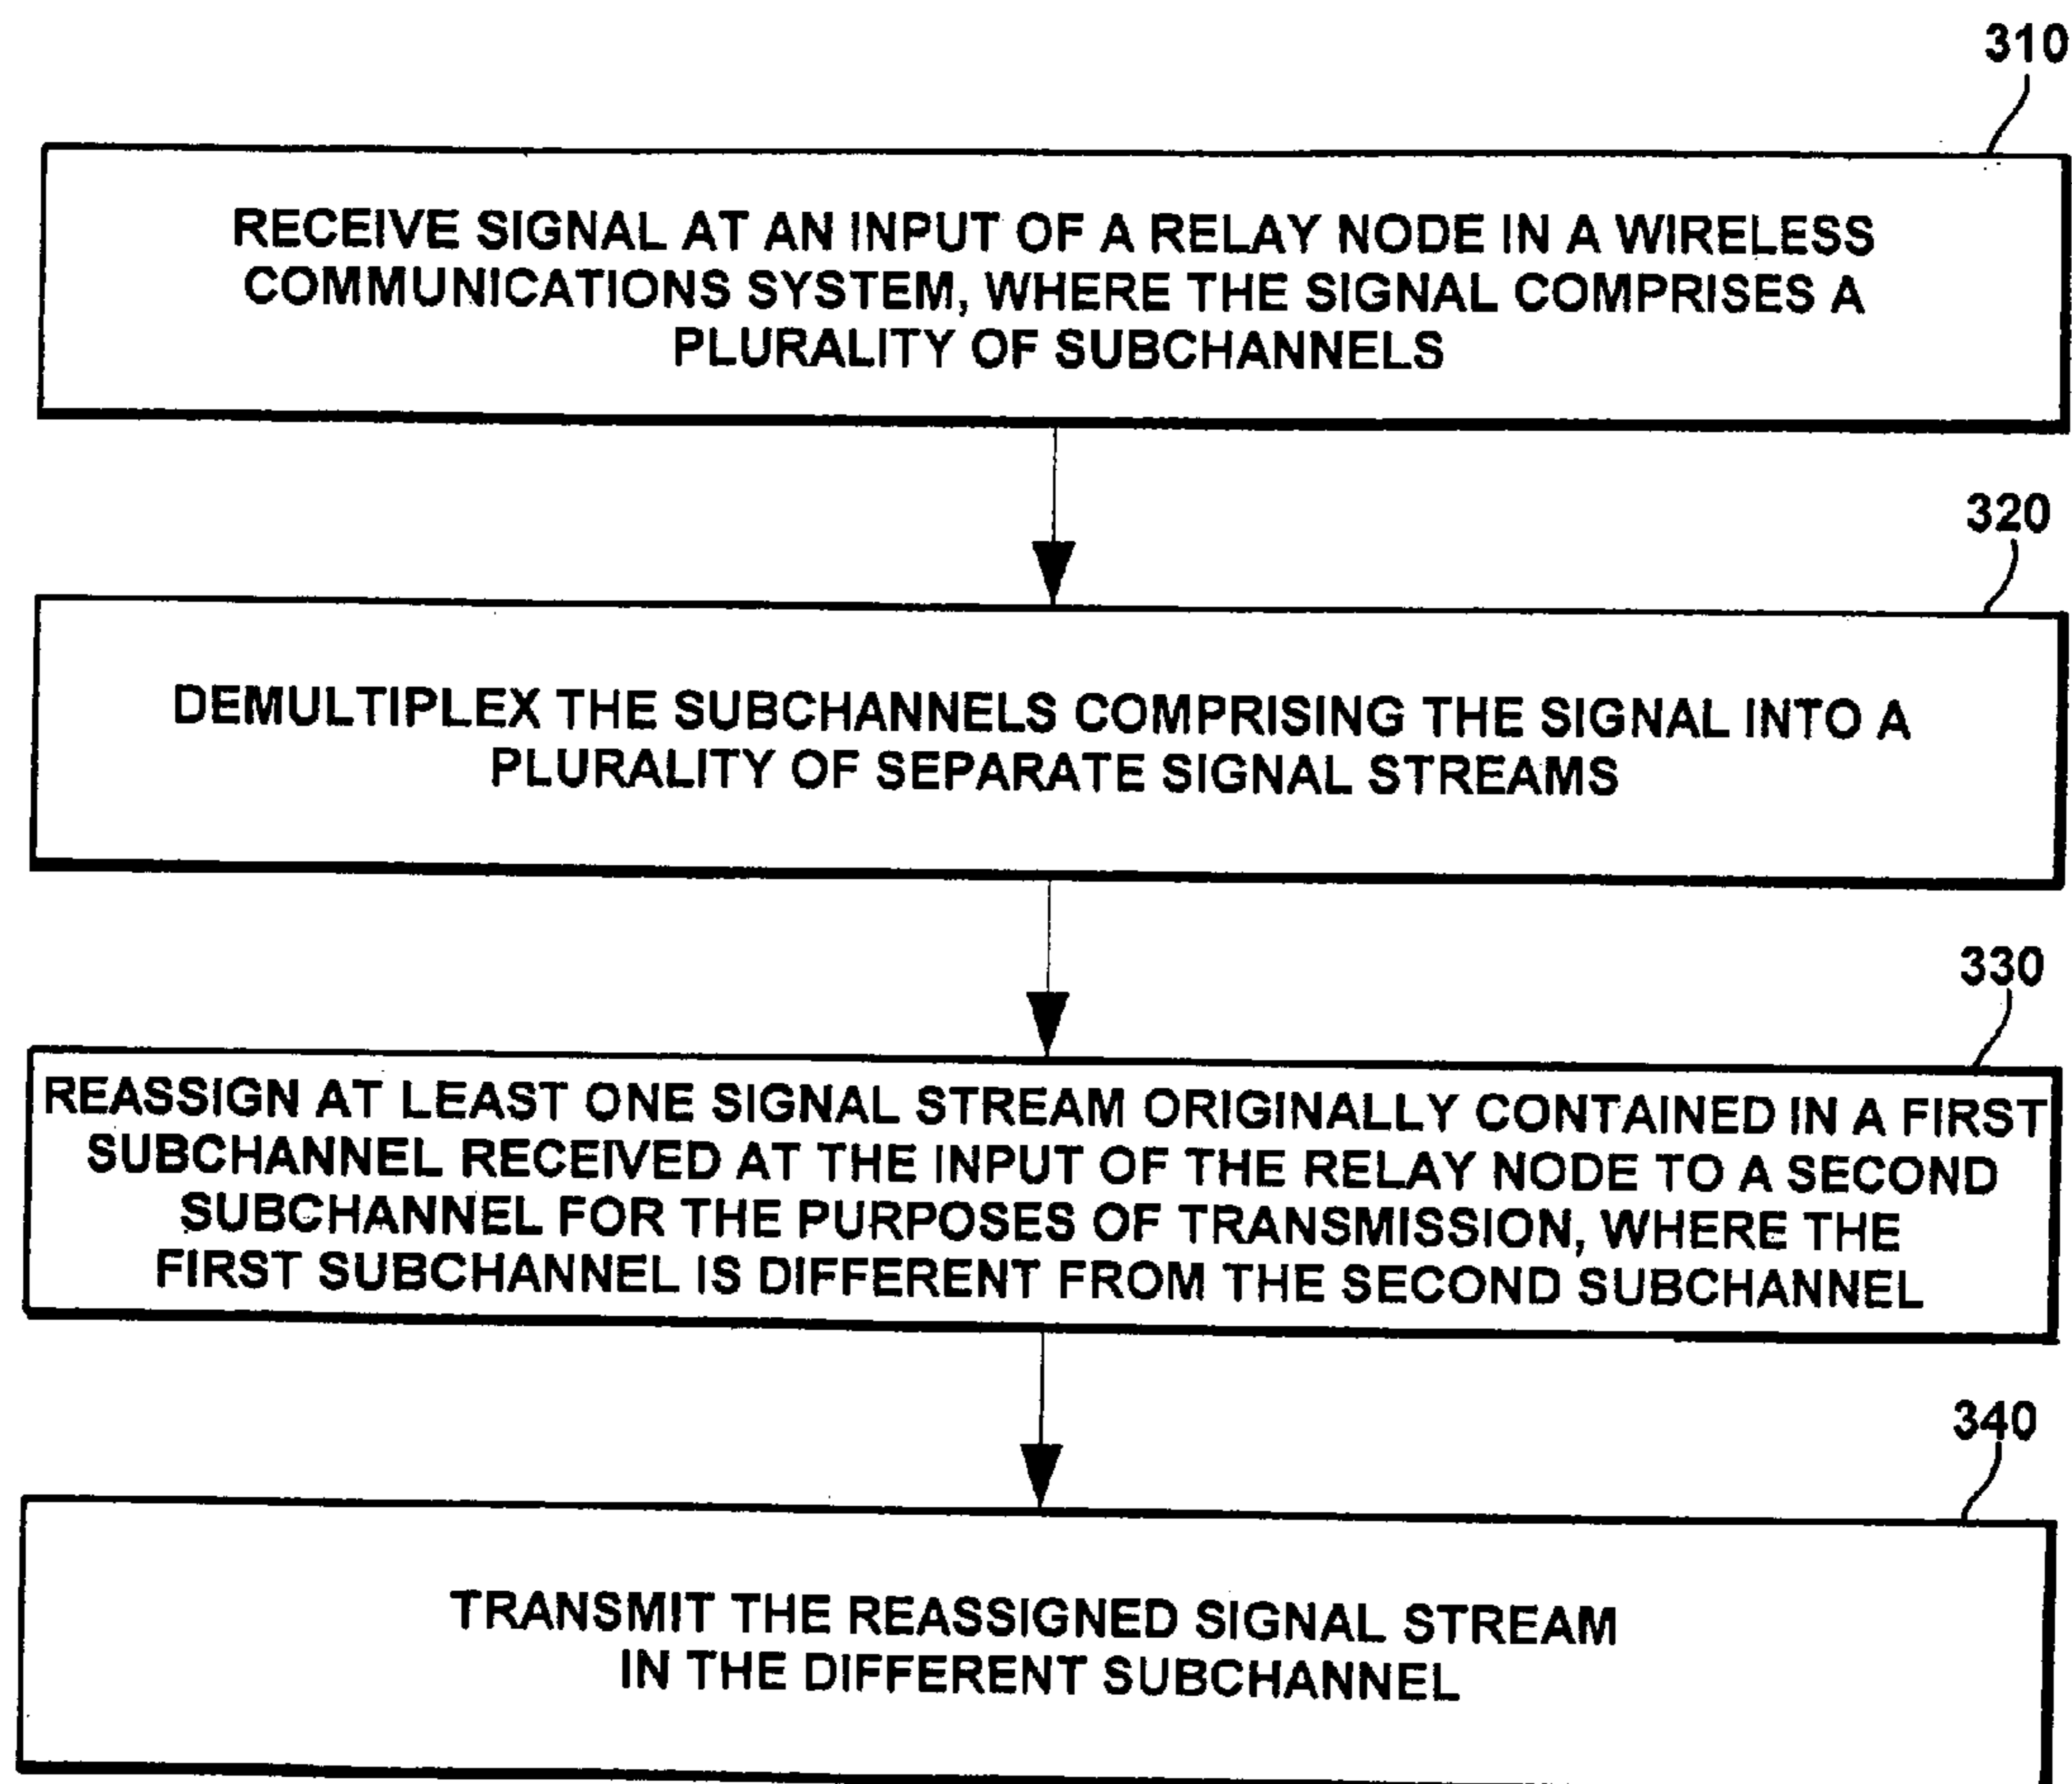 310
RECEIVE SIGNAL AT AN INPUT OF A RELAY NODE IN A WIRELESS
COMMUNICATIONS SYSTEM, WHERE THE SIGNAL COMPRISES A
PLURALITY OF SUBCHANNELS
320
DEMULTIPLEX THE SUBCHANNELS COMPRISING THE SIGNAL INTO A
PLURALITY OF SEPARATE SIGNAL STREAMS
330
REASSIGN AT LEAST ONE SIGNAL STREAM ORIGINALLY CONTAINED IN A FIRST
SUBCHANNEL RECEIVED AT THE INPUT OF THE RELAY NODE TO A SECOND
SUBCHANNEL FOR THE PURPOSES OF TRANSMISSION, WHERE THE
FIRST SUBCHANNEL IS DIFFERENT FROM THE SECOND SUBCHANNEL
340
TRANSMIT THE REASSIGNED SIGNAL STREAM
IN THE DIFFERENT SUBCHANNEL